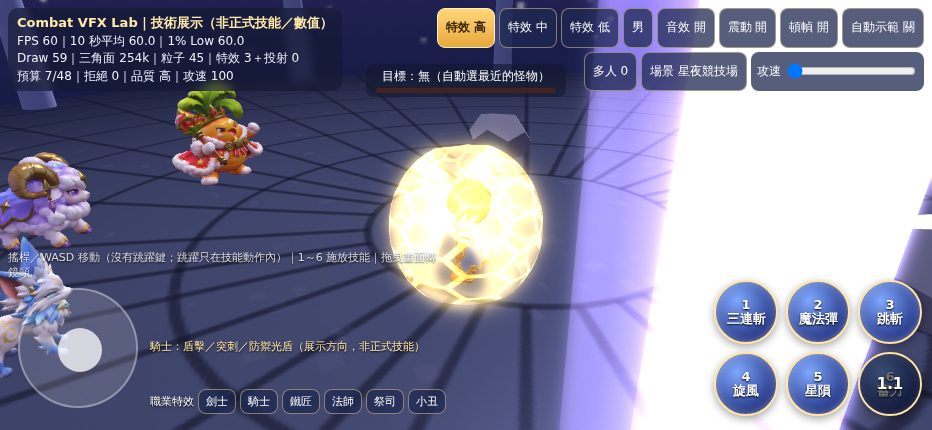 Combat VFX Lab｜技術展示（非正式技能／數值）
FPS 60｜10 秒平均 60.0｜1% Low 60.0
Draw 59｜三角面 254k｜粒子 45｜特效 3＋投射 0
預算 7/48｜拒絕 0｜品質 高｜攻速 100
特效 高
特效 中
特效 低
男
音效 開
震動 開
頓幀 開
自動示範 關
多人 0
場景 星夜競技場
攻速
目標：無（自動選最近的怪物）
搖桿／WASD 移動（沒有跳躍鍵；跳躍只在技能動作內）｜1～6 施放技能｜拖曳畫面轉
鏡頭
騎士：盾擊／突刺／防禦光盾（展示方向，非正式技能）
職業特效
劍士
騎士
鐵匠
法師
祭司
小丑
1
三連斬
2
魔法彈
3
跳斬
4
旋風
5
星隕
6
1.1
蓄力